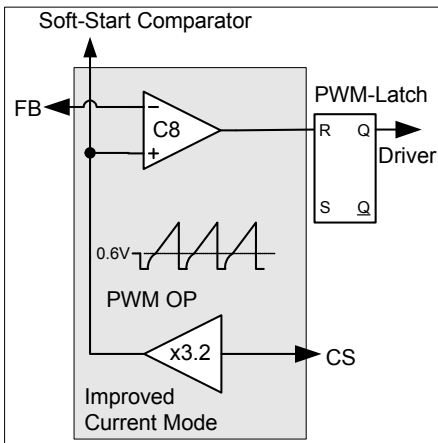 Soft-Start Comparator
FB
C8
PWM-Latch
R Q
Driver
S Q
0.6V
PWM OP
x3.2
CS
Improved
Current Mode